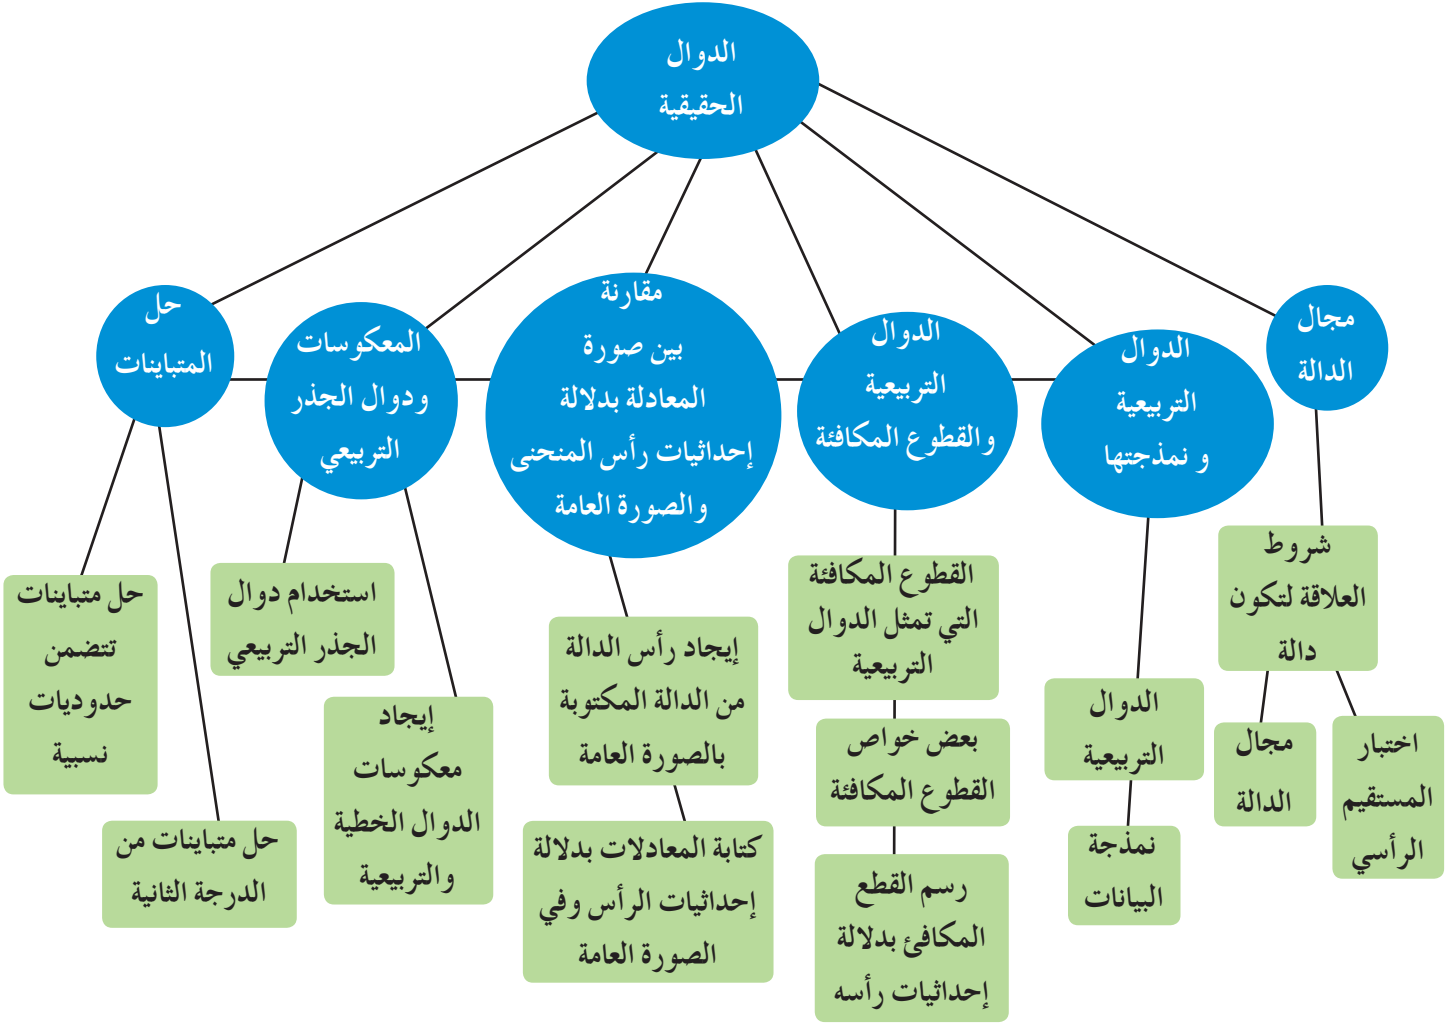 الدوال
الحقيقية
مجال
الدالة
الدوال
التربيعية
و نمذجتها
الدوال
التربيعية
والقطوع المكافئة
مقارنة
بين صورة
المعادلة بدلالة
إحداثيات رأس المنحنى
والصورة العامة
المعكوسات
ودوال الجذر
التربيعي
حل
المتباينات
شروط
العلاقة لتكون
دالة
اختبار
المستقيم
الرأسي
مجال
الدالة
الدوال
التربيعية
نمذجة
البيانات
القطوع المكافئة
التي تمثل الدوال
التربيعية
بعض خواص
القطوع المكافئة
رسم القطع
المكافئ بدلالة
إحداثيات رأسه
إيجاد رأس الدالة
من الدالة المكتوبة
بالصورة العامة
كتابة المعادلات بدلالة
إحداثيات الرأس وفي
الصورة العامة
استخدام دوال
الجذر التربيعي
إيجاد
معكوسات
الدوال الخطية
والتربيعية
حل متباينات
تتضمن
حدوديات
نسبية
حل متباينات من
الدرجة الثانية